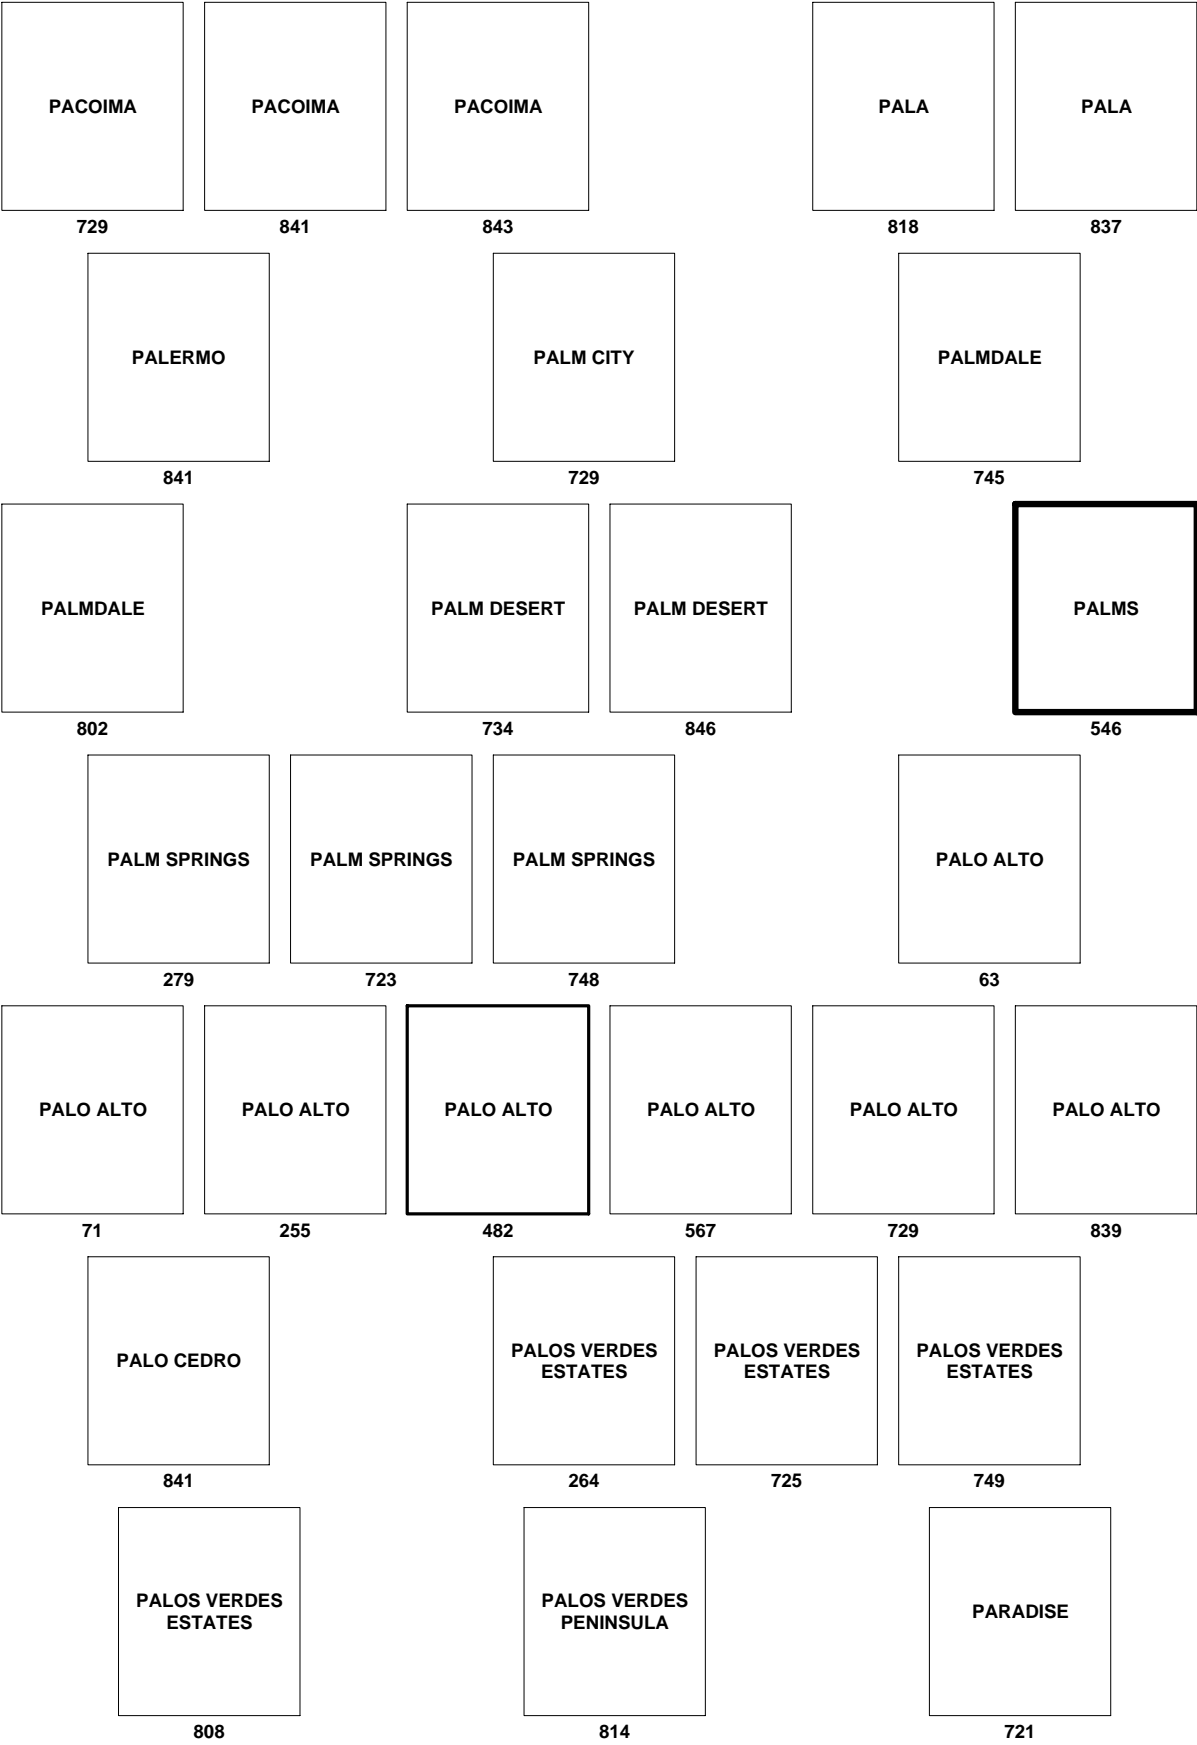 PACOIMA PACOIMA PACOIMA PALA PALA
729 841 843 818 837
PALERMO PALM CITY PALMDALE
841 729 745
PALMDALE PALM DESERT PALM DESERT PALMS
802 734 846 546
PALM SPRINGS PALM SPRINGS PALM SPRINGS PALO ALTO
279 723 748 63
PALO ALTO PALO ALTO PALO ALTO PALO ALTO PALO ALTO PALO ALTO
71 255 482 567 729 839
PALO CEDRO PALOS VERDES ESTATES PALOS VERDES ESTATES PALOS VERDES ESTATES
841 264 725 749
PALOS VERDES ESTATES PALOS VERDES PENINSULA PARADISE
808 814 721